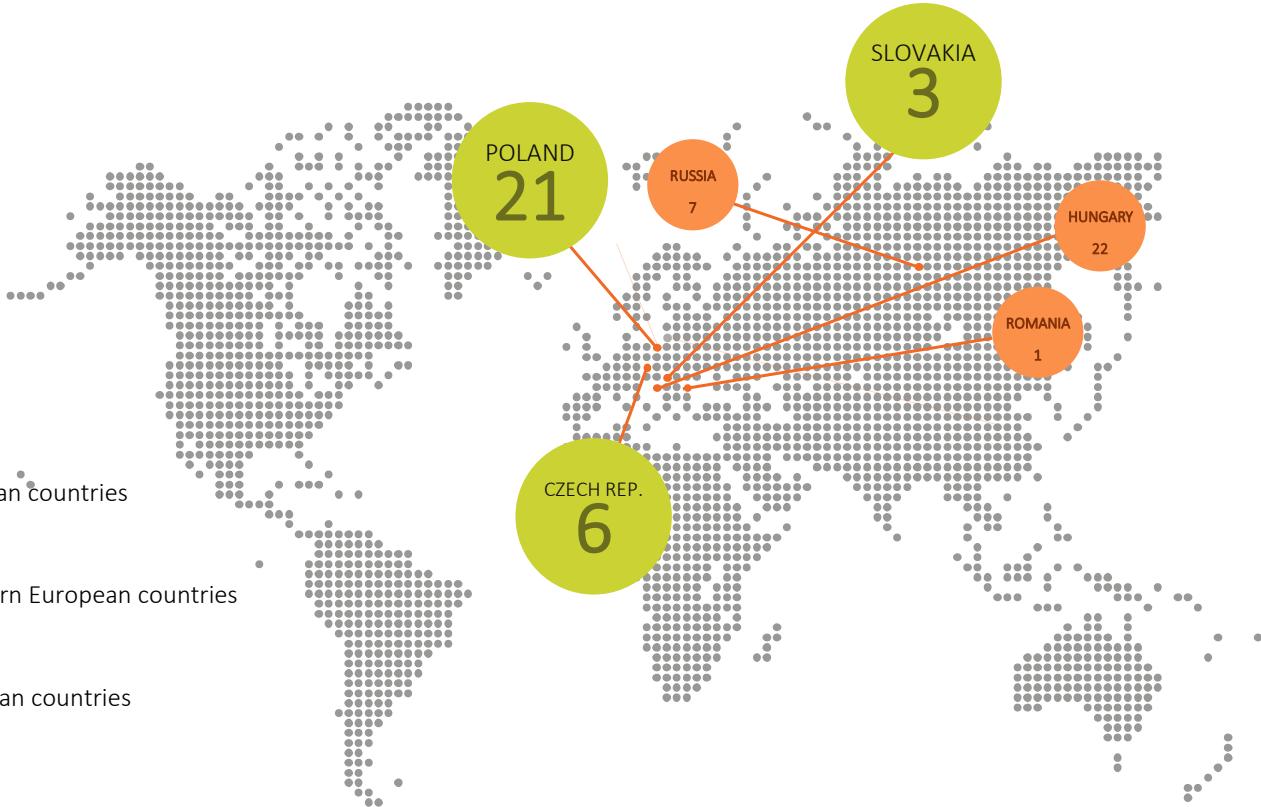 SLOVAKIA
3
POLAND
21
RUSSIA
7
HUNGARY
22
ROMANIA
1
CZECH REP.
6
an countries
rn European countries
an countries